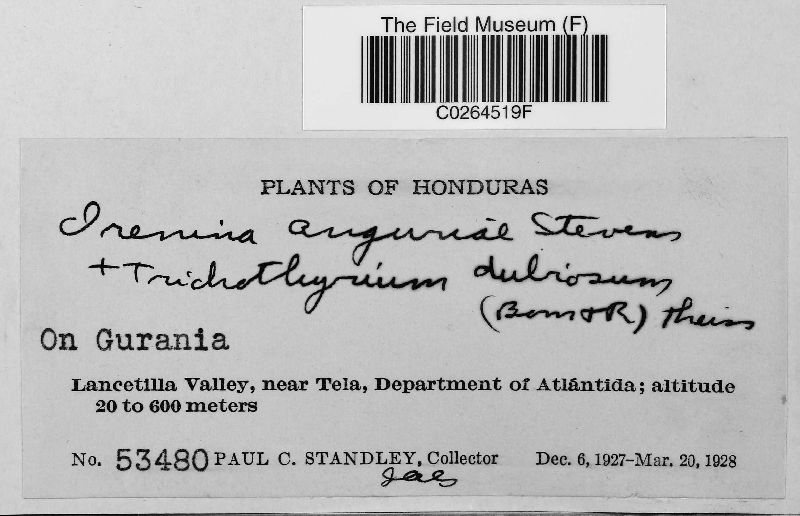 The Field Museum (F)
C0264519F
PLANTS OF HONDURAS
Irenina anguriae Stevens
+ Trichothyrium dubiosum
(Bom + R) Theiss
On Gurania
Lancetilla Valley, near Tela, Department of Atlántida; altitude
20 to 600 meters
No. 53480 PAUL C. STANDLEY, Collector Dec. 6, 1927–Mar. 20, 1928